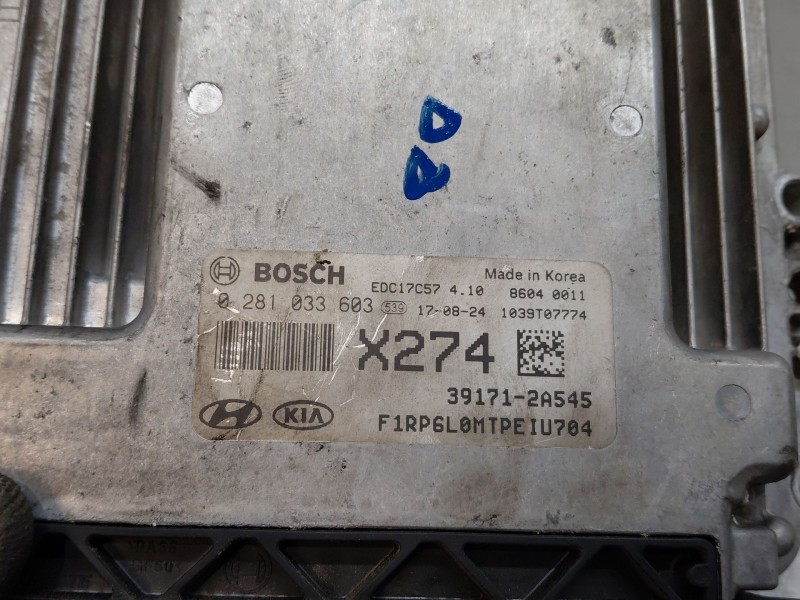 BOSCH EDC17C57 4.10 Made in Korea 8604 0011
0 281 033 603 539 17-08-24 1039T07774
X274
39171-2A545
KIA F1RP6L0MTPEIU704